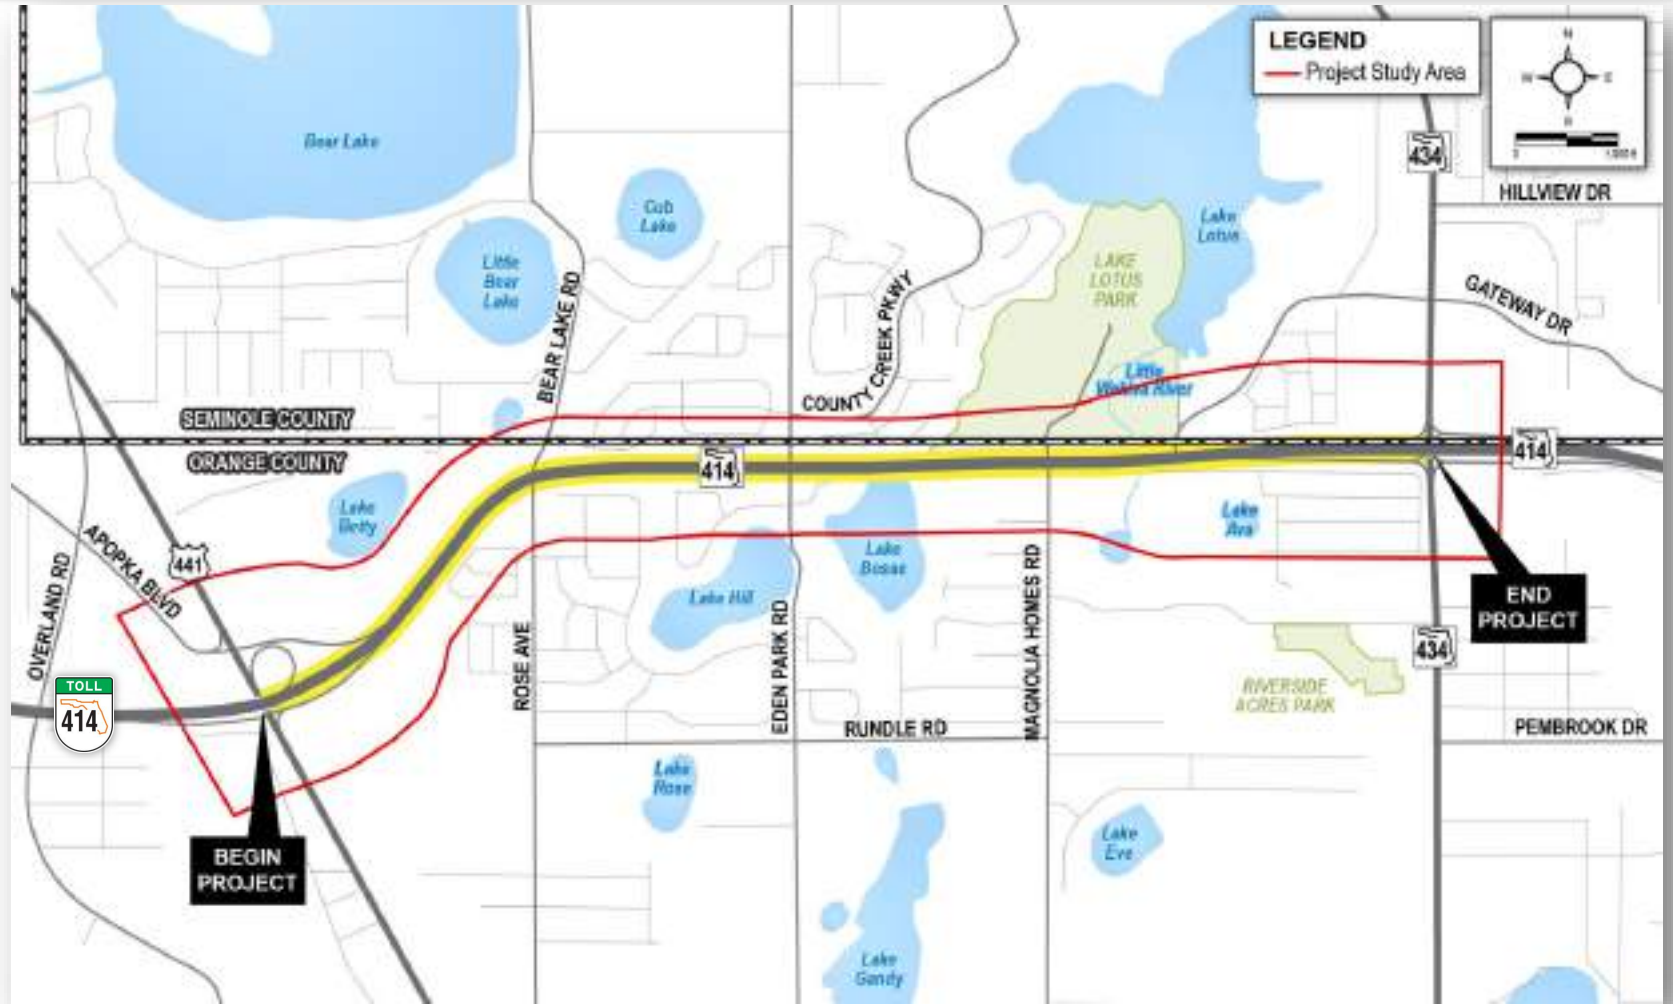 LEGEND
Project Study Area
N
W
E
0
434
HILLVIEW DR
Bear Lake
Cub
Lake
Lake
Lotus
Little
Bear
Lake
LAKE
LOTUS
PARK
BEAR LAKE RD
COUNTY CREEK PKWY
GATEWAY DR
Little
Wekiva River
SEMINOLE COUNTY
ORANGE COUNTY
414
414
Lake
Betty
Lake
Ava
APOPKA BLVD
441
OVERLAND RD
Lake
Bosse
Lake Hill
MAGNOLIA HOMES RD
END
PROJECT
434
ROSE AVE
EDEN PARK RD
TOLL
414
RIVERSIDE
ACRES PARK
RUNDLE RD
PEMBROOK DR
Lake
Rose
Lake
Eve
BEGIN
PROJECT
Lake
Gandy